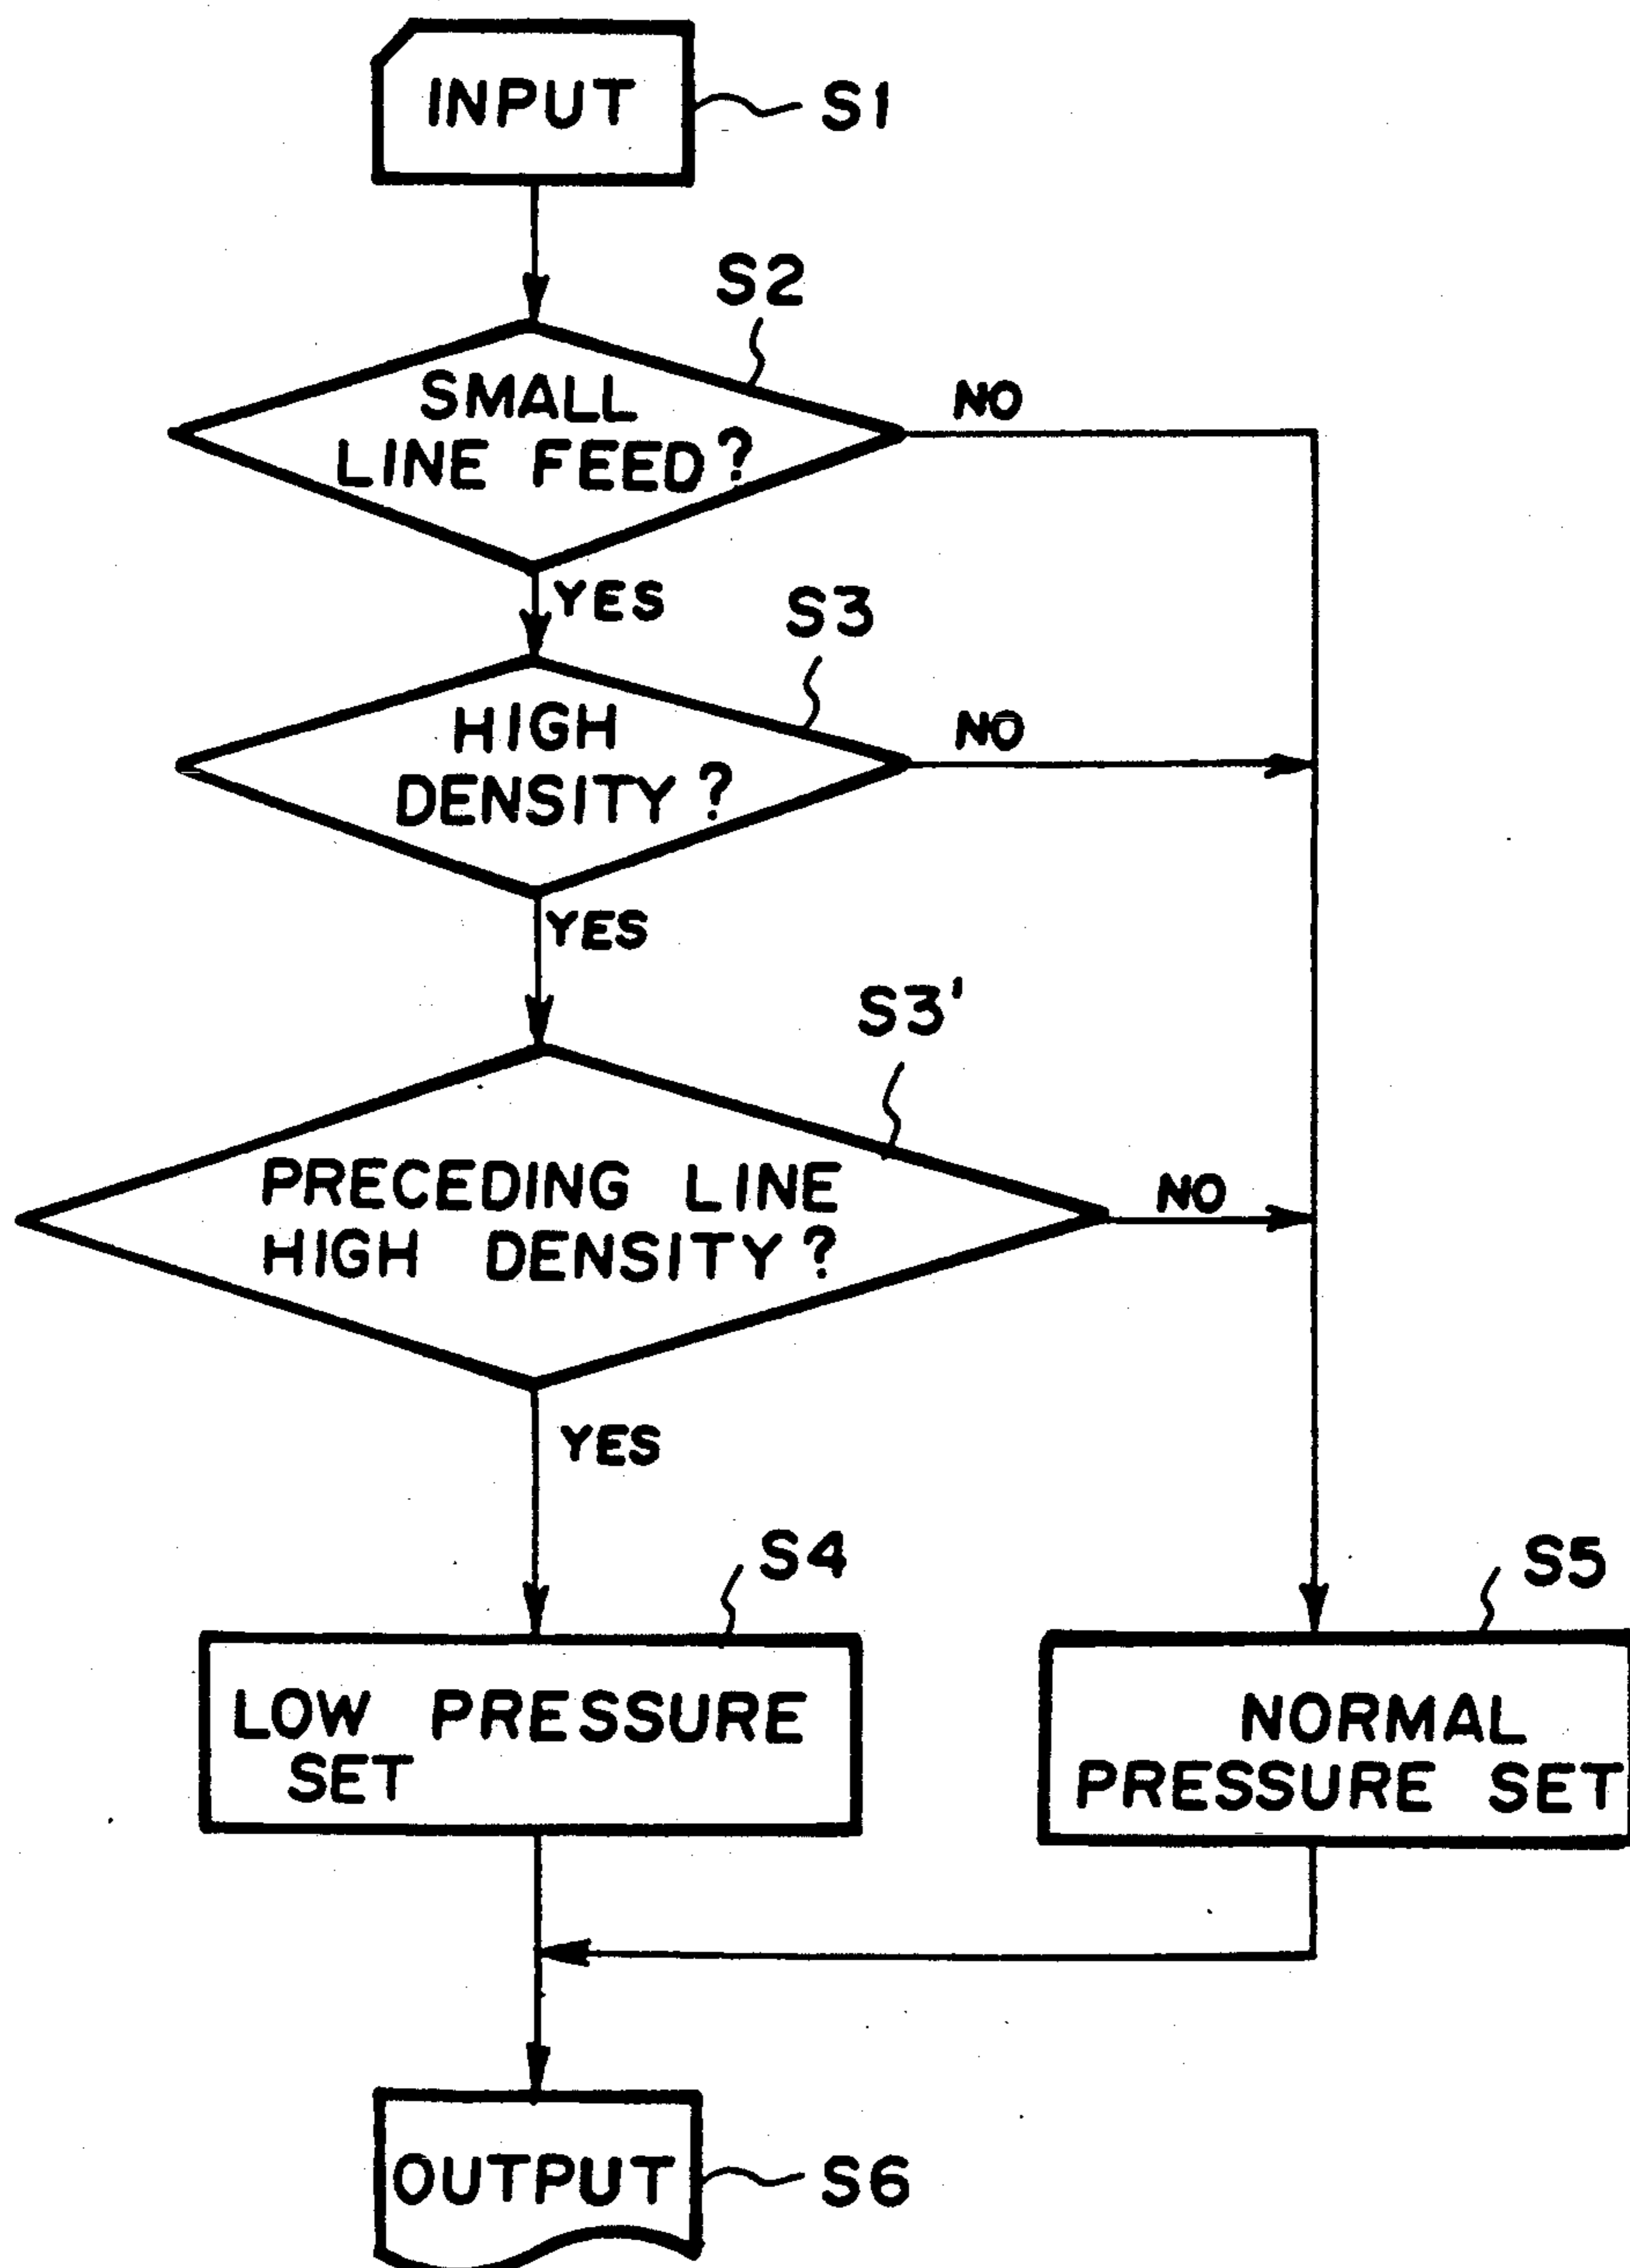 INPUT
S1
S2
SMALL
LINE FEED?
NO
YES
S3
HIGH
DENSITY?
NO
YES
S3'
PRECEDING LINE
HIGH DENSITY?
NO
YES
S4
LOW PRESSURE
SET
S5
NORMAL
PRESSURE SET
OUTPUT
S6